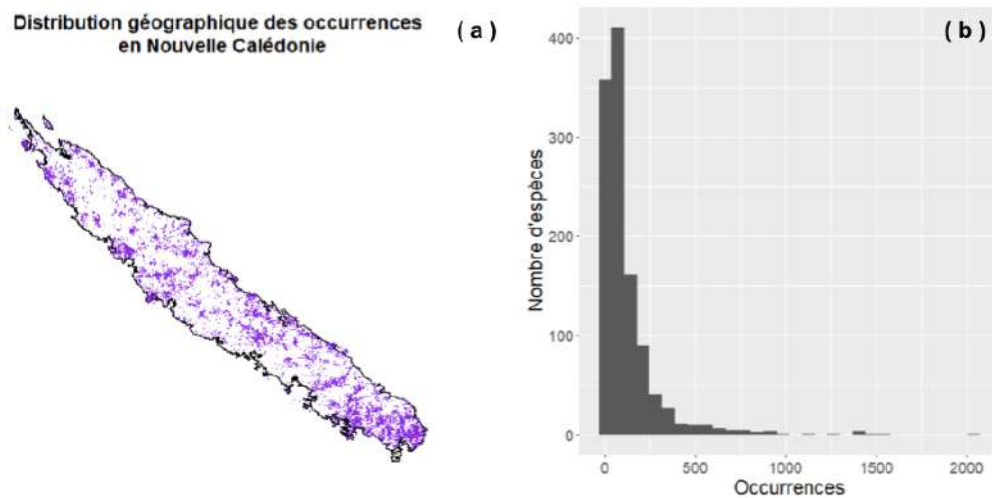 Distribution géographique des occurrences
en Nouvelle Calédonie
( a )
( b )
400
300
200
100
0
Nombre d'espèces
0 500 1000 1500 2000
Occurrences